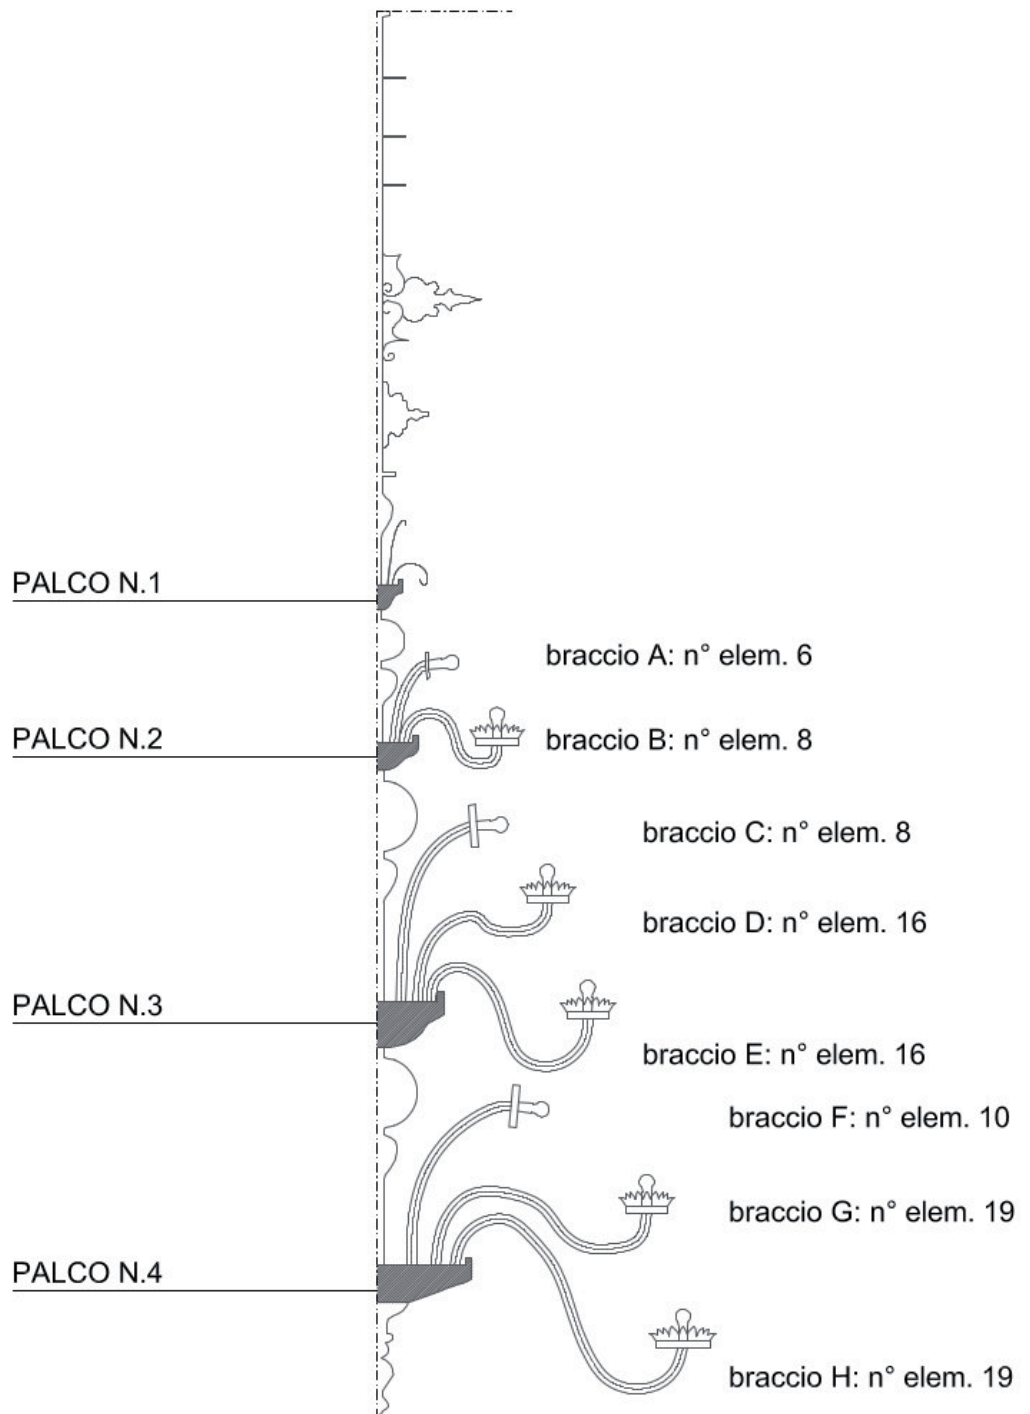 PALCO N.1
braccio A: n° elem. 6
PALCO N.2
braccio B: n° elem. 8
braccio C: n° elem. 8
braccio D: n° elem. 16
PALCO N.3
braccio E: n° elem. 16
braccio F: n° elem. 10
braccio G: n° elem. 19
PALCO N.4
braccio H: n° elem. 19